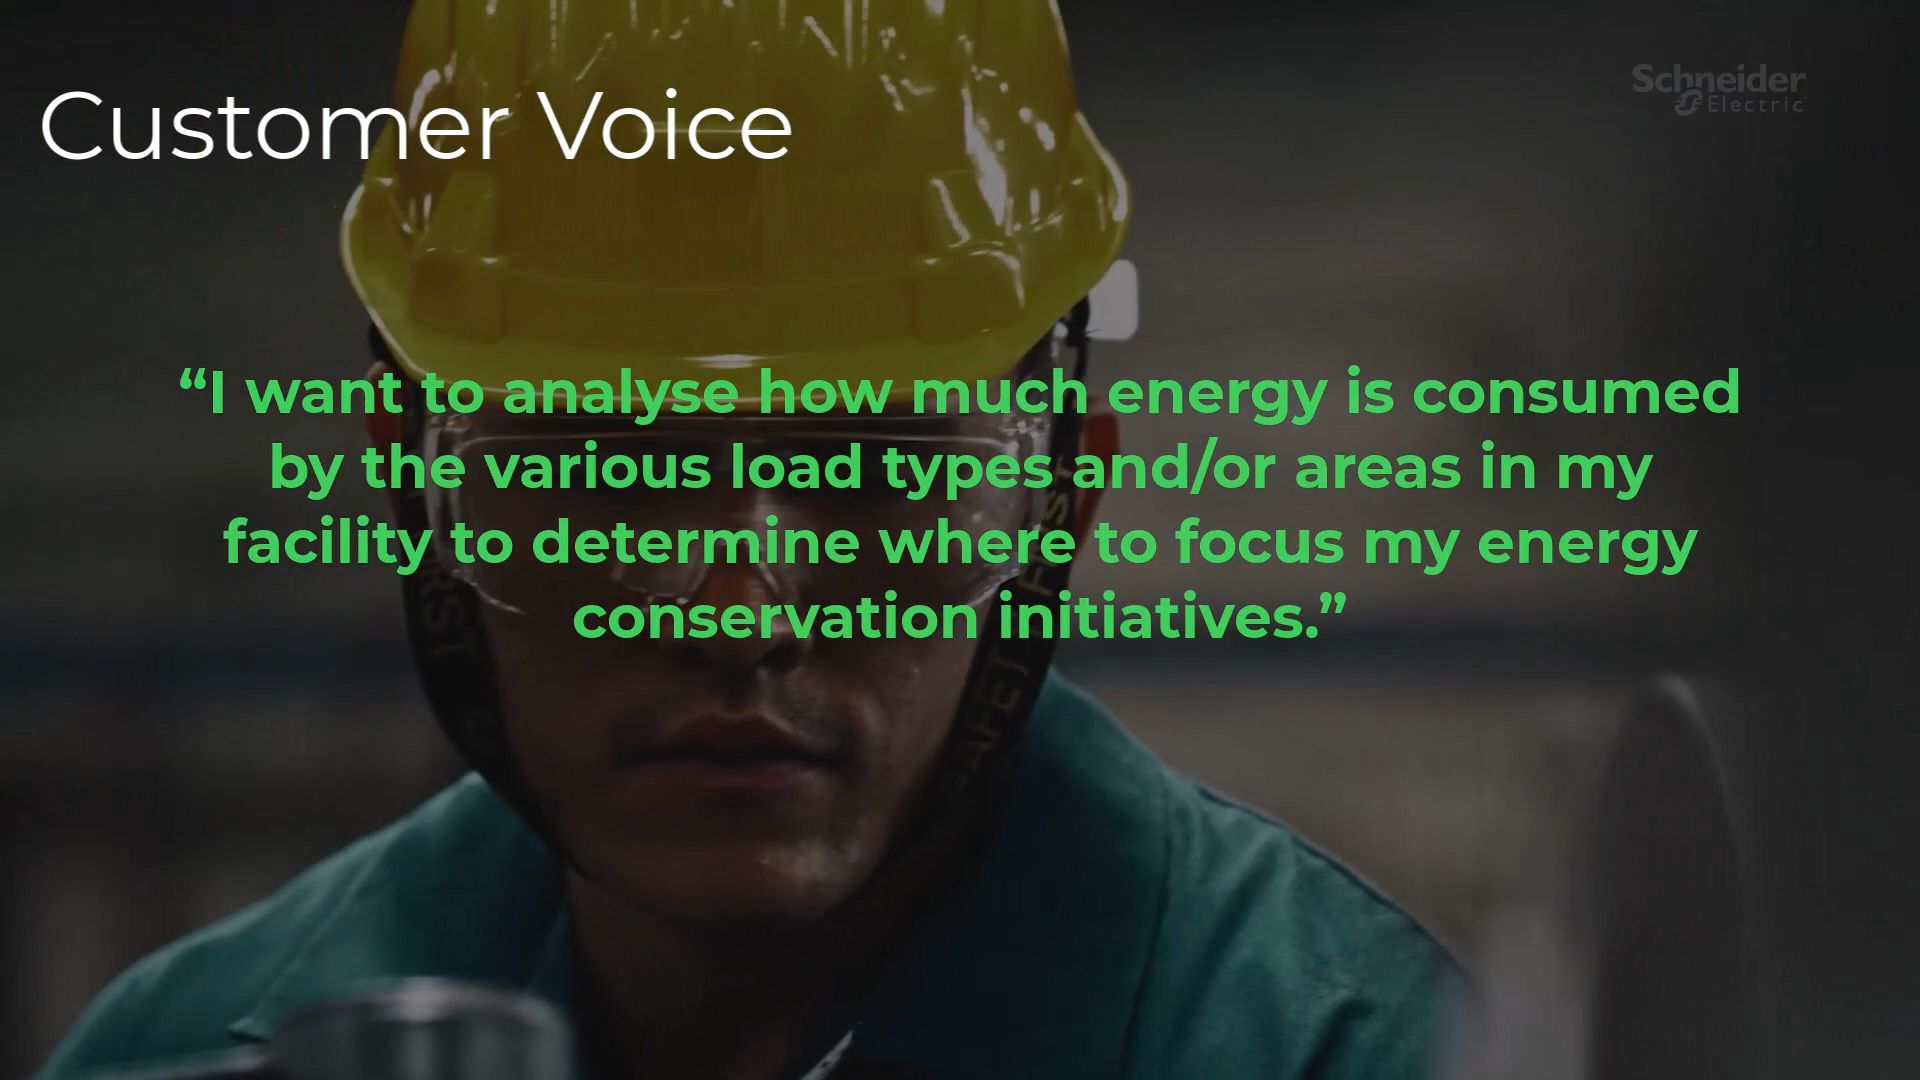 Customer Voice
Schneider
Electric
“I want to analyse how much energy is consumed
by the various load types and/or areas in my
facility to determine where to focus my energy
conservation initiatives.”